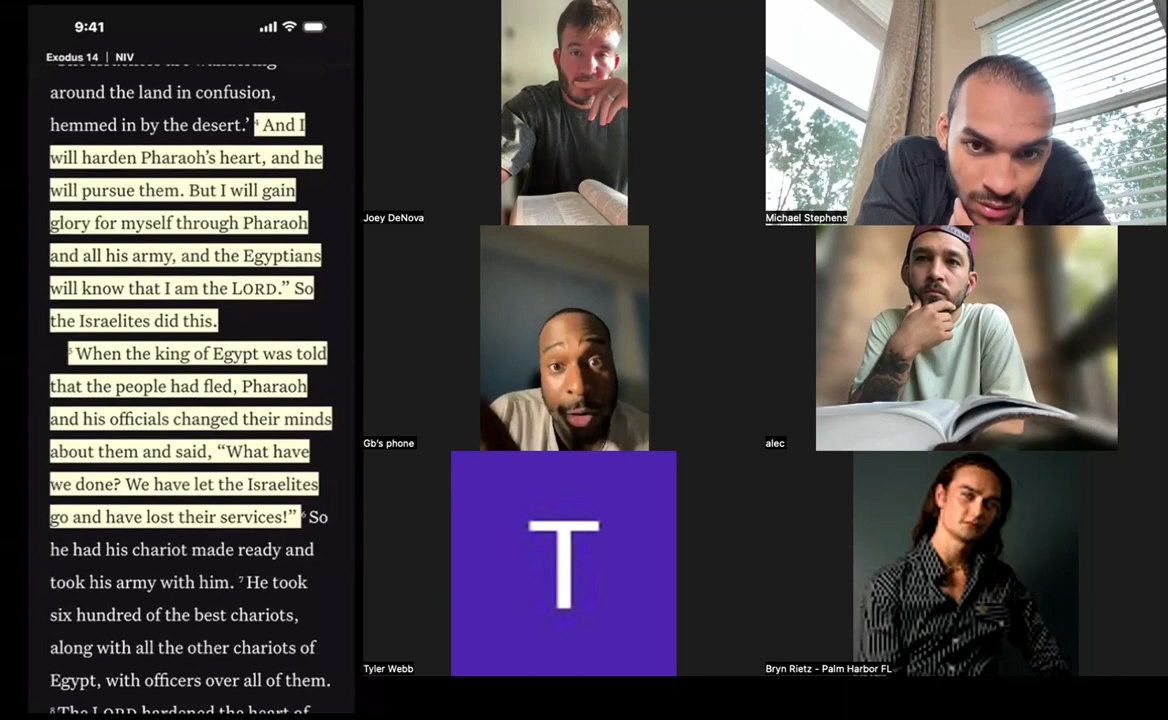 9:41
Exodus 14 | NIV
around the land in confusion,
hemmed in by the desert.’ ⁴ And I
will harden Pharaoh’s heart, and he
will pursue them. But I will gain
glory for myself through Pharaoh
and all his army, and the Egyptians
will know that I am the LORD.” So
the Israelites did this.
⁵ When the king of Egypt was told
that the people had fled, Pharaoh
and his officials changed their minds
about them and said, “What have
we done? We have let the Israelites
go and have lost their services!” ⁶ So
he had his chariot made ready and
took his army with him. ⁷ He took
six hundred of the best chariots,
along with all the other chariots of
Egypt, with officers over all of them.
⁸ The LORD hardened the heart of
Joey DeNova
Michael Stephens
Gb's phone
alec
T
Tyler Webb
Bryn Rietz - Palm Harbor FL